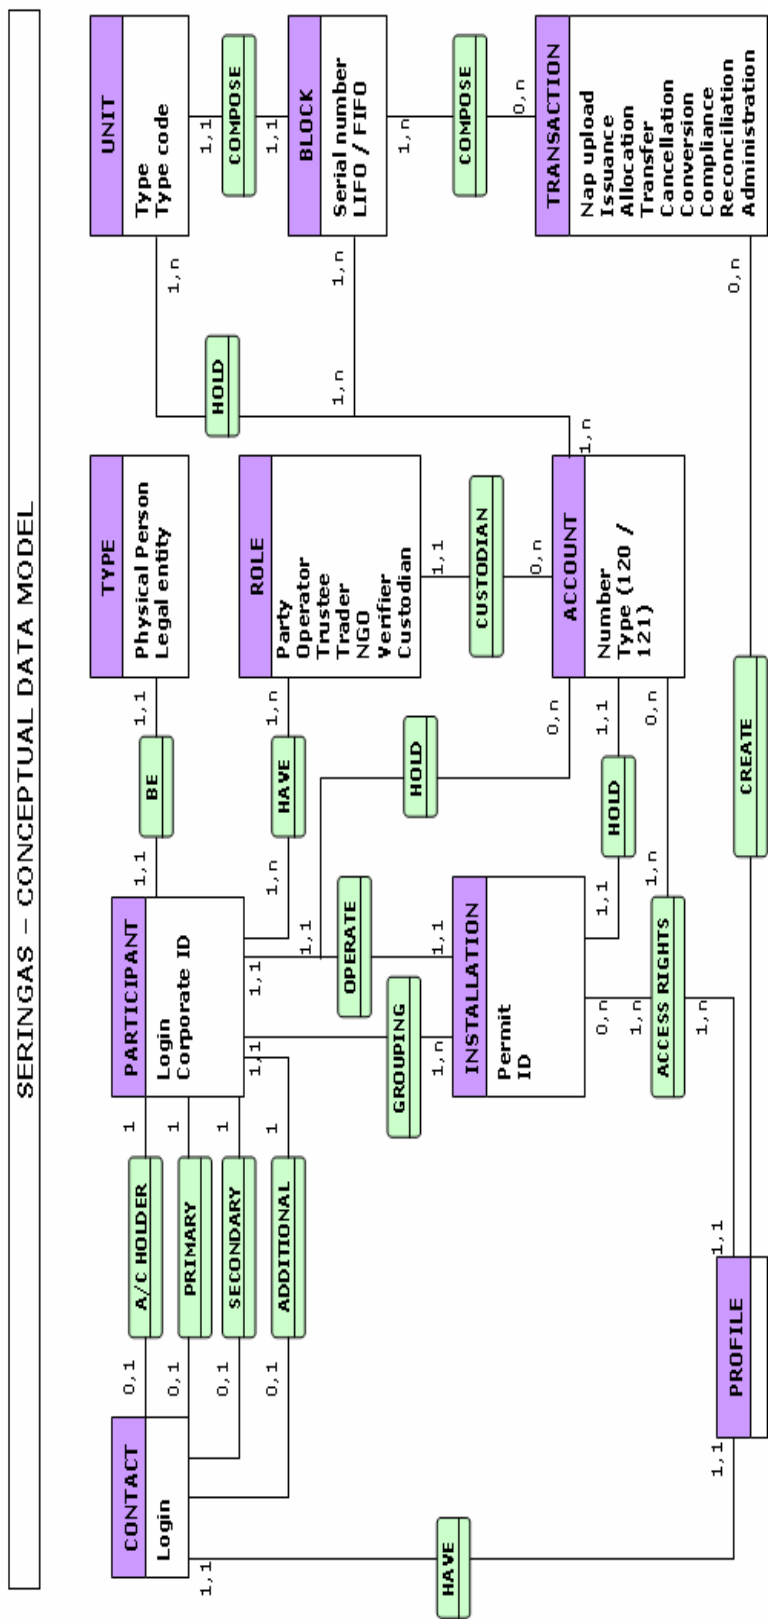 SERINGAS – CONCEPTUAL DATA MODEL
CONTACT
Login
0,1
A/C HOLDER
1
0,1
PRIMARY
1
0,1
SECONDARY
1
0,1
ADDITIONAL
1
PARTICIPANT
Login
Corporate ID
1,1
BE
1,1
TYPE
Physical Person
Legal entity
1,n
HAVE
1,n
ROLE
Party
Operator
Trustee
Trader
NGO
Verifier
Custodian
HOLD
1,n
UNIT
Type
Type code
1,1
COMPOSE
1,1
1,n
1,n
BLOCK
Serial number
LIFO / FIFO
1,n
COMPOSE
0,n
TRANSACTION
Nap upload
Issuance
Allocation
Transfer
Cancellation
Conversion
Compliance
Reconciliation
Administration
1,1
1,1
1,1
GROUPING
1,n
OPERATE
1,1
HOLD
0,n
1,1
CUSTODIAN
0,n
INSTALLATION
Permit
ID
1,1
HOLD
1,1
ACCOUNT
Number
Type (120 /
121)
1,n
0,n
1,n
ACCESS RIGHTS
1,n
1,n
0,n
1,1
HAVE
1,1
PROFILE
1,1
CREATE
0,n